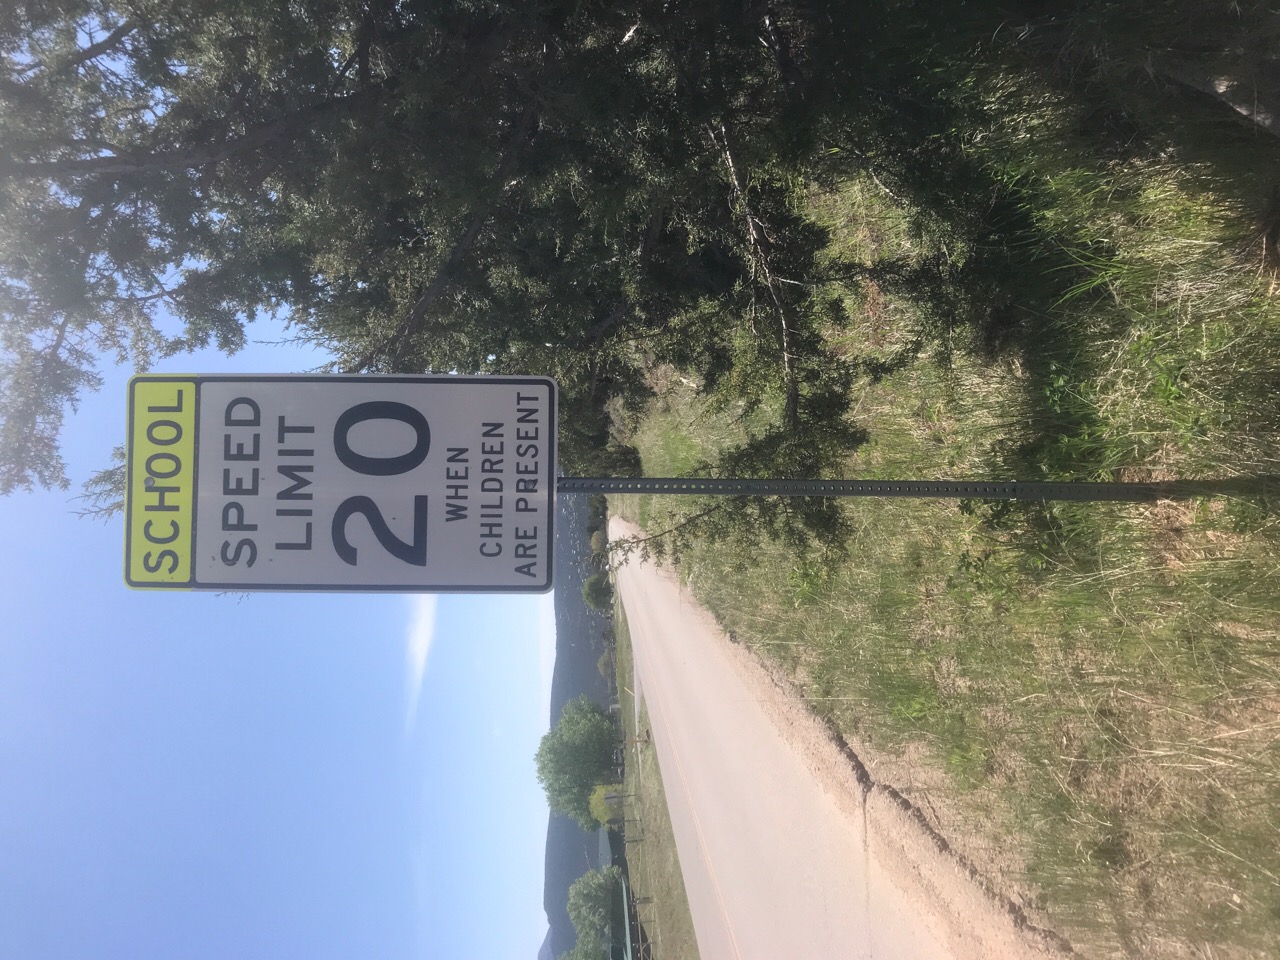 SCHOOL
SPEED
LIMIT
20
WHEN
CHILDREN
ARE PRESENT